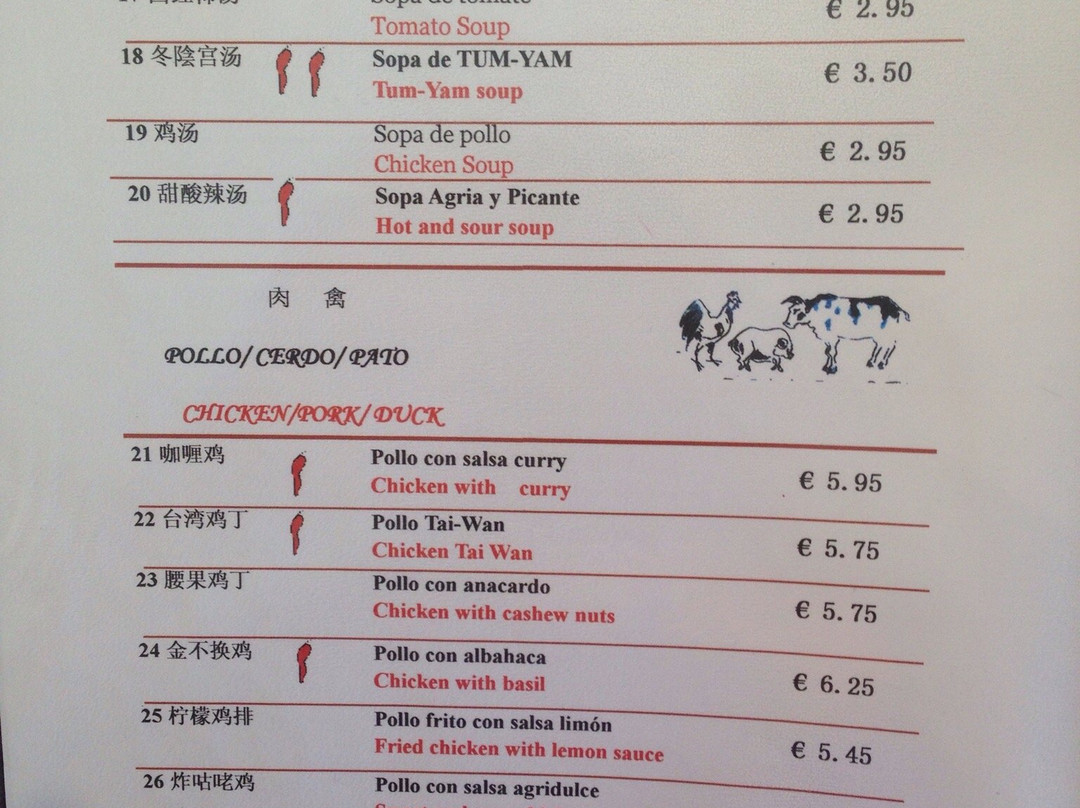 Sopa de tomate
Tomato Soup
€ 2.95
18 冬陰宫汤
Sopa de TUM-YAM
Tum-Yam soup
€ 3.50
19 鸡汤
Sopa de pollo
Chicken Soup
€ 2.95
20 甜酸辣汤
Sopa Agria y Picante
Hot and sour soup
€ 2.95
肉 禽
POLLO/CERDO/PATO
CHICKEN/PORK/DUCK
21 咖喱鸡
Pollo con salsa curry
Chicken with curry
€ 5.95
22 台湾鸡丁
Pollo Tai-Wan
Chicken Tai Wan
€ 5.75
23 腰果鸡丁
Pollo con anacardo
Chicken with cashew nuts
€ 5.75
24 金不换鸡
Pollo con albahaca
Chicken with basil
€ 6.25
25 柠檬鸡排
Pollo frito con salsa limón
Fried chicken with lemon sauce
€ 5.45
26 炸咕咾鸡
Pollo con salsa agridulce